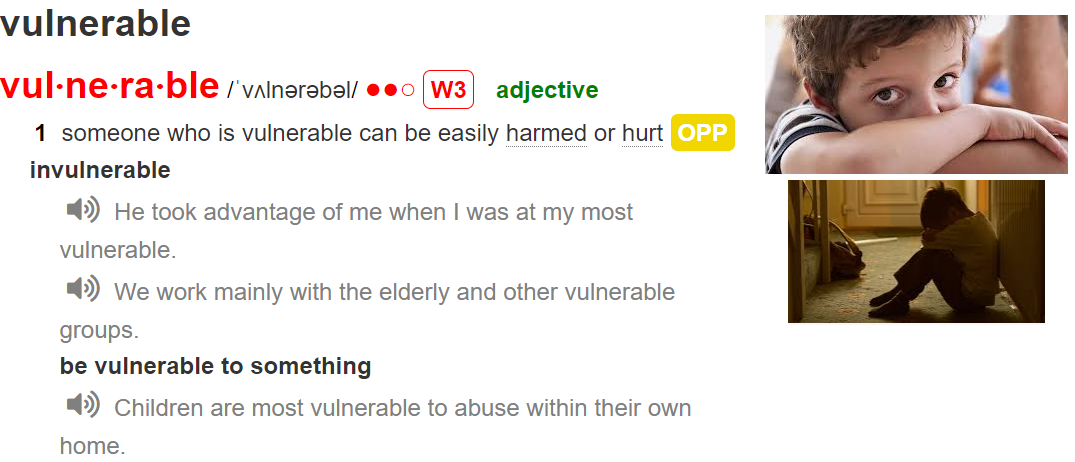 vulnerable
vul·ne·ra·ble /ˈvʌlnərəbəl/ ●●○ W3 adjective
1 someone who is vulnerable can be easily harmed or hurt OPP
invulnerable
He took advantage of me when I was at my most
vulnerable.
We work mainly with the elderly and other vulnerable
groups.
be vulnerable to something
Children are most vulnerable to abuse within their own
home.